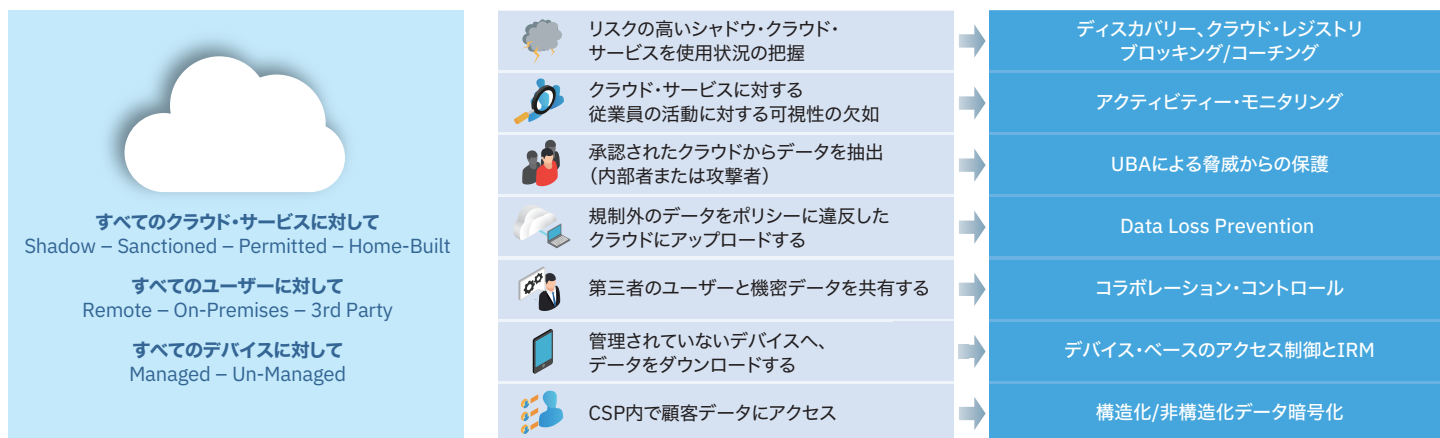 すべてのクラウド・サービスに対して
Shadow – Sanctioned – Permitted – Home-Built
すべてのユーザーに対して
Remote – On-Premises – 3rd Party
すべてのデバイスに対して
Managed – Un-Managed
リスクの高いシャドウ・クラウド・
サービスを使用状況の把握
ディスカバリー、クラウド・レジストリ
ブロッキング/コーチング
クラウド・サービスに対する
従業員の活動に対する可視性の欠如
アクティビティー・モニタリング
承認されたクラウドからデータを抽出
（内部者または攻撃者）
UBAによる脅威からの保護
規制外のデータをポリシーに違反した
クラウドにアップロードする
Data Loss Prevention
第三者のユーザーと機密データを共有する
コラボレーション・コントロール
管理されていないデバイスへ、
データをダウンロードする
デバイス・ベースのアクセス制御とIRM
CSP内で顧客データにアクセス
構造化/非構造化データ暗号化